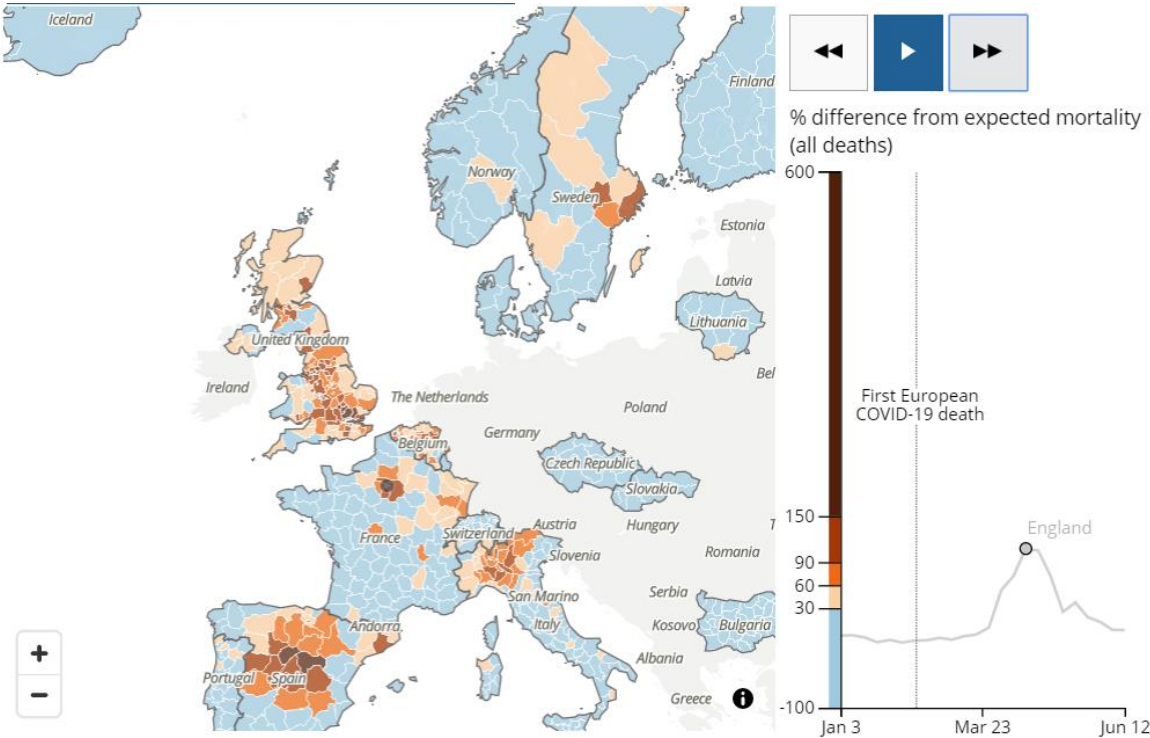 Iceland
Finland
Norway
Sweden
Estonia
Latvia
Lithuania
United Kingdom
Ireland
The Netherlands
Bel
Poland
Germany
Belgium
Czech Republic
Slovakia
France
Switzerland
Austria
Hungary
Slovenia
Romania
San Marino
Serbia
Italy
Kosovo
Bulgaria
Andorra
Albania
Portugal
Spain
Greece
T
+
−
i
% difference from expected mortality
(all deaths)
600
First European
COVID-19 death
150
England
90
60
30
-100
Jan 3
Mar 23
Jun 12